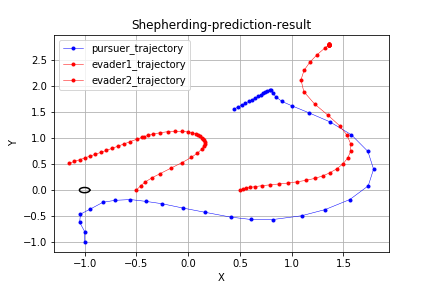 Shepherding-prediction-result
pursuer_trajectory
evader1_trajectory
evader2_trajectory
Y
2.5
2.0
1.5
1.0
0.5
0.0
−0.5
−1.0
−1.0 −0.5 0.0 0.5 1.0 1.5
X